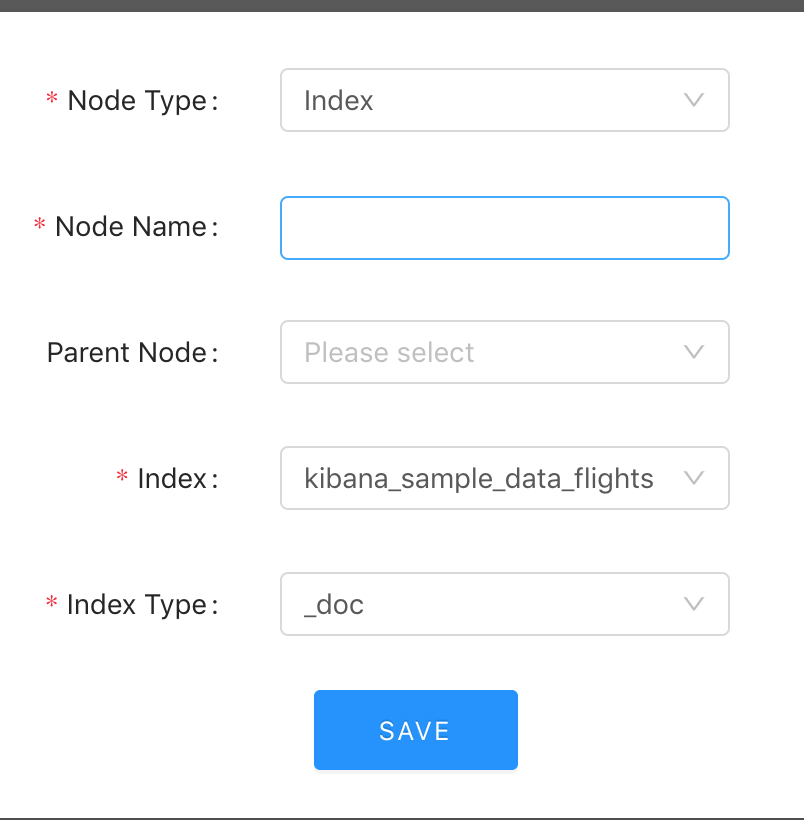 * Node Type: Index
* Node Name:
Parent Node: Please select
* Index: kibana_sample_data_flights
* Index Type: _doc
SAVE